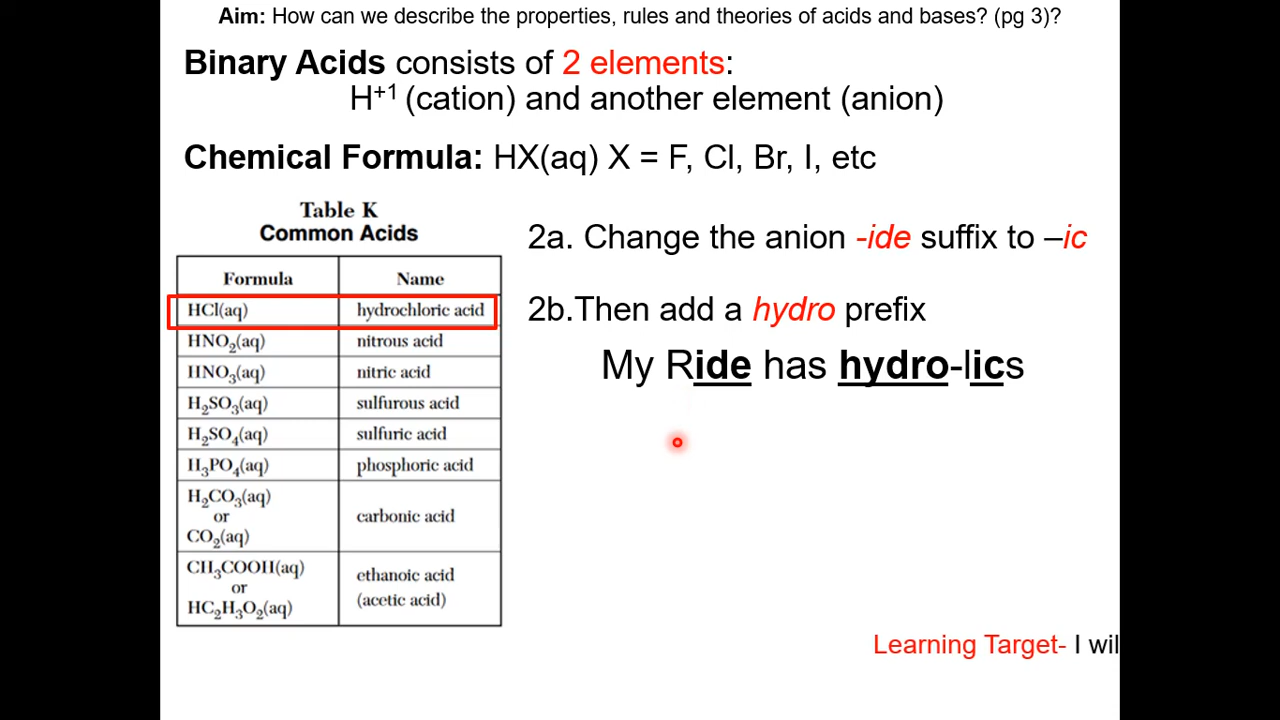 Aim: How can we describe the properties, rules and theories of acids and bases? (pg 3)?
Binary Acids consists of 2 elements:
H+1 (cation) and another element (anion)
Chemical Formula: HX(aq) X = F, Cl, Br, I, etc
Table K
Common Acids
Formula Name
HCl(aq) hydrochloric acid
HNO2(aq) nitrous acid
HNO3(aq) nitric acid
H2SO3(aq) sulfurous acid
H2SO4(aq) sulfuric acid
H3PO4(aq) phosphoric acid
H2CO3(aq)
or
CO2(aq)
carbonic acid
CH3COOH(aq)
or
HC2H3O2(aq)
ethanoic acid
(acetic acid)
2a. Change the anion -ide suffix to –ic
2b.Then add a hydro prefix
My Ride has hydro-lics
Learning Target- I wil